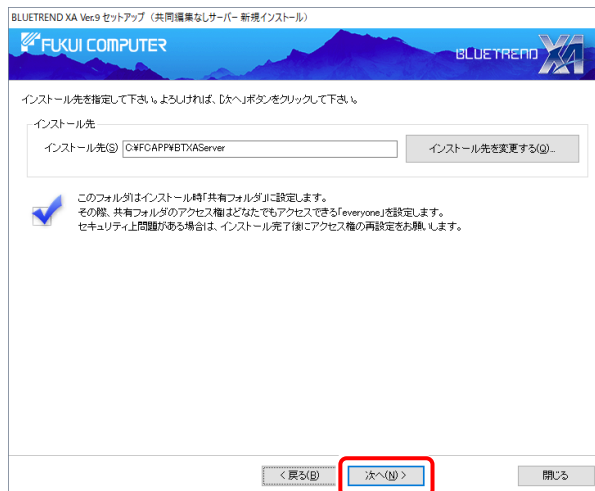 BLUETREND XA Ver.9 セットアップ（共同編集なしサーバー 新規インストール）
FUKUI COMPUTER
BLUETREND XA
インストール先を指定して下さい。よろしければ、[次へ]ボタンをクリックして下さい。
インストール先
インストール先(S) C:¥FCAPP¥BTXAServer インストール先を変更する(Q)...
このフォルダはインストール時「共有フォルダ」に設定します。
その際、共有フォルダのアクセス権はどなたでもアクセスできる「everyone」を設定します。
セキュリティ上問題がある場合は、インストール完了後にアクセス権の再設定をお願いします。
< 戻る(B) 次へ(N) > 閉じる